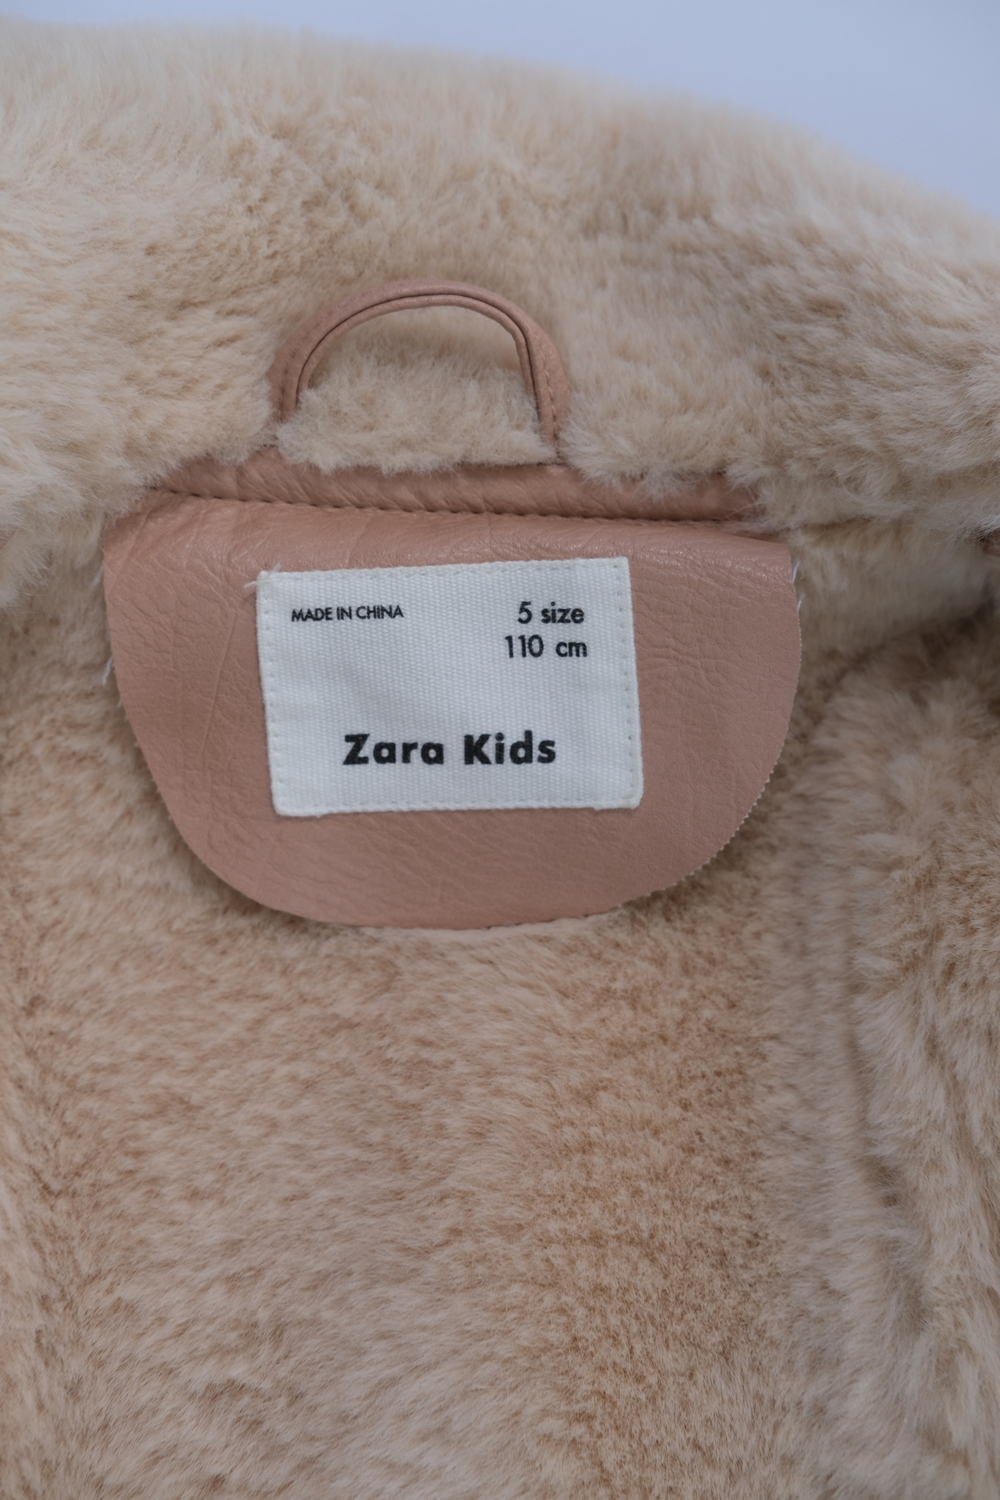 MADE IN CHINA
5 size
110 cm
Zara Kids